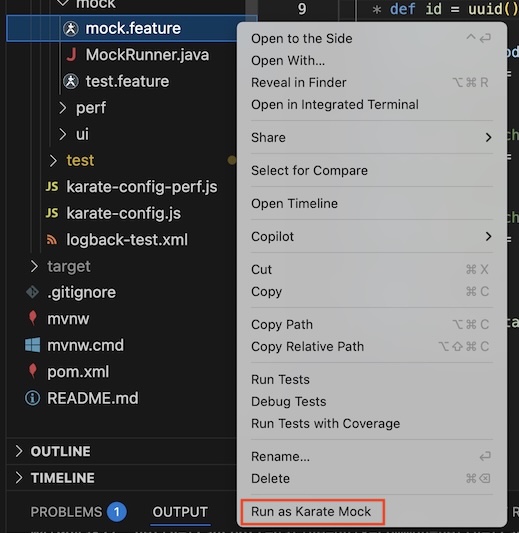 mock
mock.feature
MockRunner.java
test.feature
perf
ui
test
JS karate-config-perf.js
JS karate-config.js
logback-test.xml
target
.gitignore
mvnw
mvnw.cmd
pom.xml
README.md
OUTLINE
TIMELINE
PROBLEMS 1 OUTPUT
9 * def id = uuid()
Open to the Side ^⏎
Open With...
Reveal in Finder ⌥⌘R
Open in Integrated Terminal
Share
Select for Compare
Open Timeline
Copilot
Cut ⌘X
Copy ⌘C
Copy Path ⌥⌘C
Copy Relative Path ⌥⇧⌘C
Run Tests
Debug Tests
Run Tests with Coverage
Rename... ⏎
Delete ⌘⌫
Run as Karate Mock